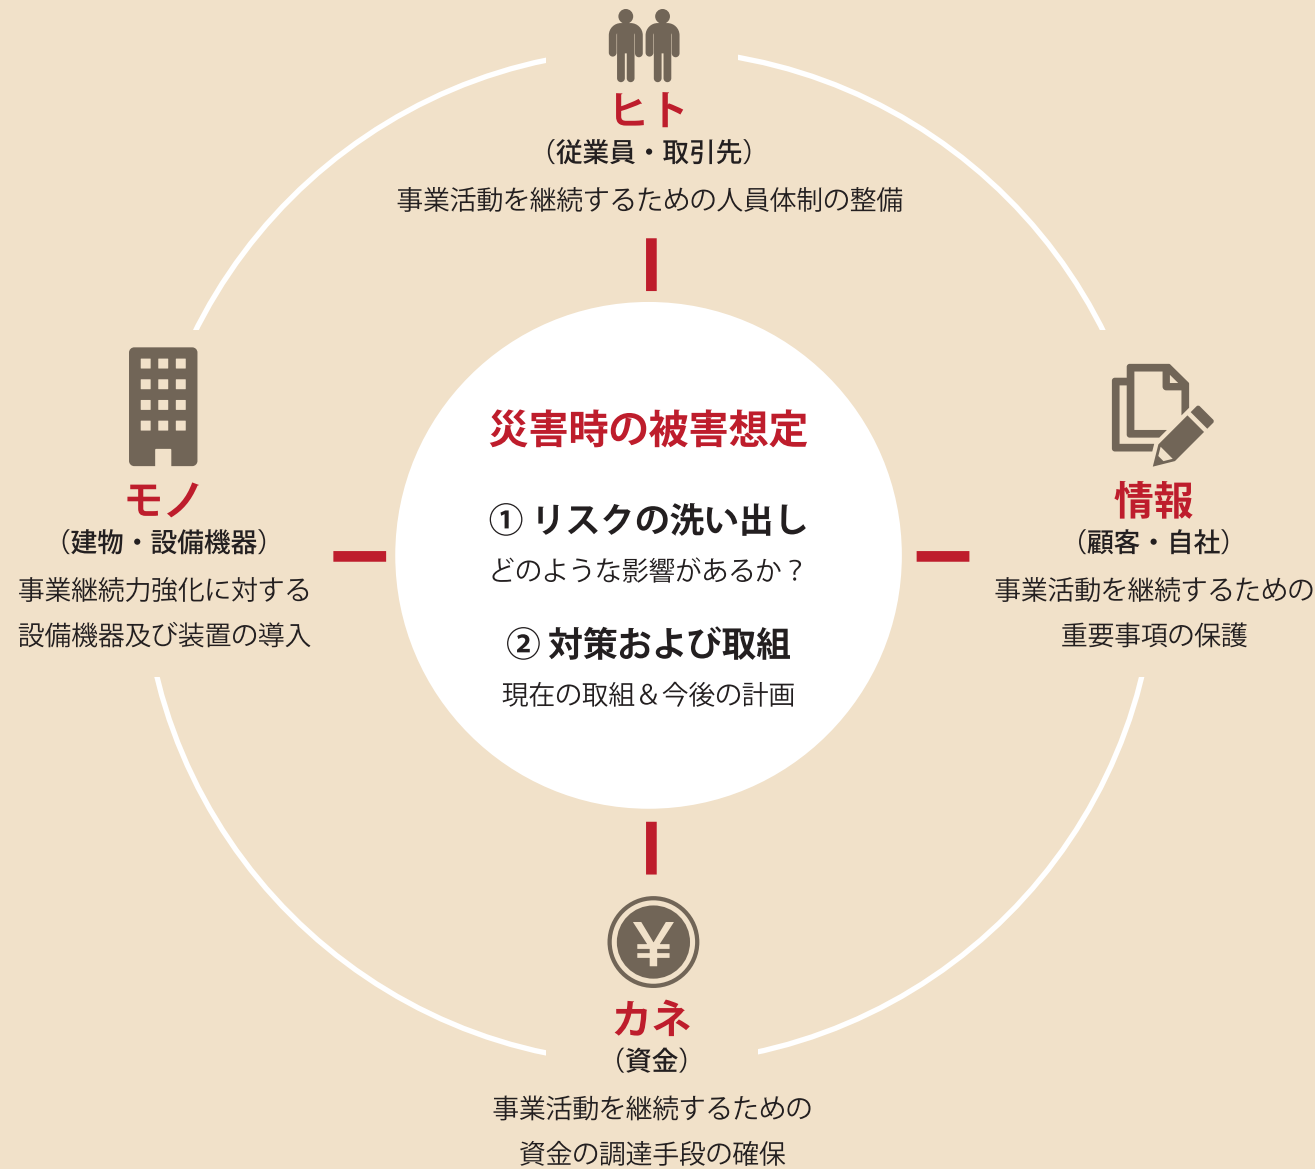 ヒト
（従業員・取引先）
事業活動を継続するための人員体制の整備
モノ
（建物・設備機器）
事業継続力強化に対する
設備機器及び装置の導入
災害時の被害想定
① リスクの洗い出し
どのような影響があるか？
② 対策および取組
現在の取組＆今後の計画
情報
（顧客・自社）
事業活動を継続するための
重要事項の保護
¥
カネ
（資金）
事業活動を継続するための
資金の調達手段の確保